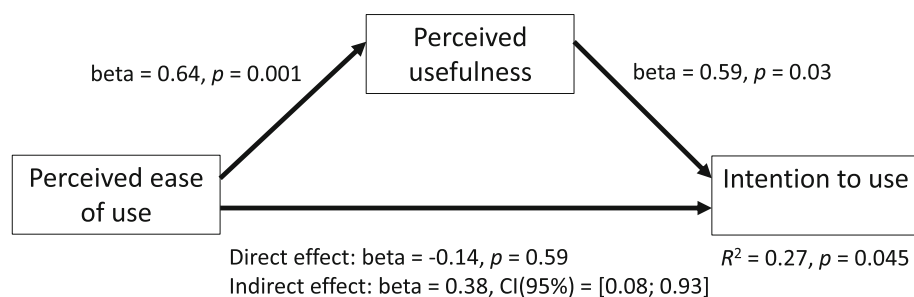 Perceived
usefulness
beta = 0.64, p = 0.001
beta = 0.59, p = 0.03
Perceived ease
of use
Intention to use
Direct effect: beta = -0.14, p = 0.59
R² = 0.27, p = 0.045
Indirect effect: beta = 0.38, CI(95%) = [0.08; 0.93]